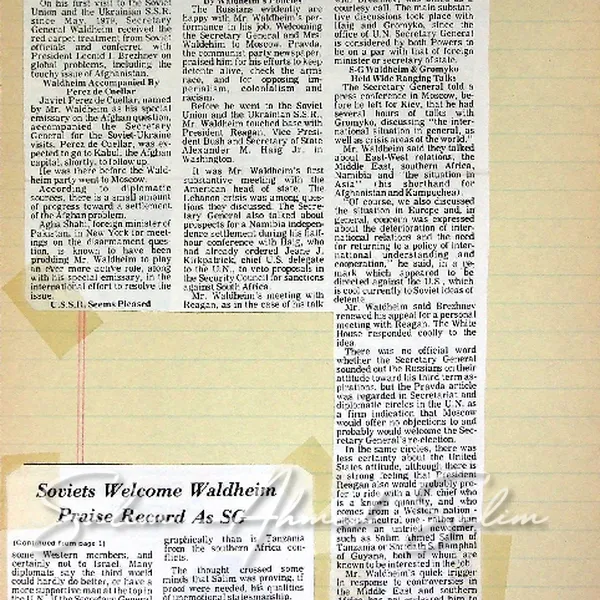 On his first visit to the Soviet
Union and the Ukrainian S.S.R.
since May, 1979, Secretary
General Waldheim received the
red carpet treatment from Soviet
officials and conferred with
President Leonid I. Brezhnev on
global problems, including the
touchy issue of Afghanistan.
Waldheim Accompanied By
Perez de Cuellar
Javier Perez de Cuellar, named
by Mr. Waldheim as his special
emissary on the Afghan question,
accompanied the Secretary
General for the Soviet-Ukraine
visits. Perez de Cuellar, was ex-
pected to go to Kabul, the Afghan
capital, shortly, to follow up.
He was there before the Wald-
heim party went to Moscow.
According to diplomatic
sources, there is a small amount
of progress toward a settlement
of the Afghan problem.
Agha Shahi, foreign minister of
Pakistan, in New York for meet-
ings on the disarmament ques-
tion, is known to have been
prodding Mr. Waldheim to play
an ever more active role, along
with his special emissary, in the
international effort to resolve the
issue.
U.S.S.R. Seems Pleased
By Waldheim's Policies
The Russians evidently are
happy with Mr. Waldheim's per-
formance in his job. Welcoming
the Secretary General and Mrs.
Waldehim to Moscow, Pravda,
the communist party newspaper,
praised him for his efforts to keep
detente alive, check the arms
race, and for opposing im-
perialism, colonialism and
racism.
Before he went to the Soviet
Union and the Ukrainian S.S.R.,
Mr. Waldheim touched base with
President Reagan, Vice Presi-
dent Bush and Secretary of State
Alexander M. Haig Jr. in
Washington.
It was Mr. Waldheim's first
substantive meeting with the
American head of state. The
Lebanon crisis was among ques-
tions they discussed. The Secre-
tary General also talked about
prospects for a Namibia indepen-
dence settlement during his half-
hour conference with Haig, who
had already ordered Jeane J.
Kirkpatrick, chief U.S. delegate
to the U.N., to veto proposals in
the Security Council for sanctions
against South Africa.
Mr. Waldheim's meeting with
Reagan, as in the case of his talk
courtesy call. The main substan-
tive discussions took place with
Haig and Gromyko, since the
office of U.N. Secretary General
is considered by both Powers to
be on a par with that of foreign
minister or secretary of state.
S-G Waldheim & Gromyko
Held Wide Ranging Talks
The Secretary General told a
press conference in Moscow, be-
fore he left for Kiev, that he had
several hours of talks with
Gromyko, discussing "the inter-
national situation in general, as
well as crisis areas of the world."
Mr. Waldheim said they talked
about East-West relations, the
Middle East, southern Africa,
Namibia and "the situation in
Asia" (his shorthand for
Afghanistan and Kampuchea)
"Of course, we also discussed
the situation in Europe and, in
general, concern was expressed
about the deterioration of inter-
national relations and the need
for returning to a policy of inter-
national understanding and
cooperation," he said, in a re-
mark which appeared to be
directed against the U.S., which
is cool currently to Soviet ideas of
detente
Mr. Waldheim said Brezhnev
renewed his appeal for a personal
meeting with Reagan. The White
House responded coolly to the
idea.
There was no official word
whether the Secretary General
sounded out the Russians on their
attitude toward his third term as-
pirations, but the Pravda article
was regarded in Secretariat and
diplomatic circles in the U.N. as
a firm indication that Moscow
would offer no objections to and
probably would welcome the Sec-
retary General's re-election.
In the same circles, there was
less certainty about the United
States attitude, although there is
a strong feeling that President
Reagan also would probably pre-
fer to ride with a U.N. chief who
is a known quantity, and who
comes from a Western nation-
albeit neutral one - rather than
chance an untried newcomer,
such as Salim Ahmed Salim of
Tanzania or Sir S.S. Ramphal
of Guyana, both of whom are
known to be interested in the job.
Mr. Waldheim's quick trigger
in response to controversies in
the Middle East and southern
Soviets Welcome Waldheim
Praise Record As SG
(Continued from page 1)
some Western members, and
certainly not to Israel. Many
diplomats say the third world
could hardly do better, or have a
more supportive man at the top in
the U.N., if the Secretary General
graphically than is Tanzania
from the southern Africa con-
flicts.
The thought crossed some
minds that Salim was proving, if
proof were needed, his qualities
of unemotional statesmanship.